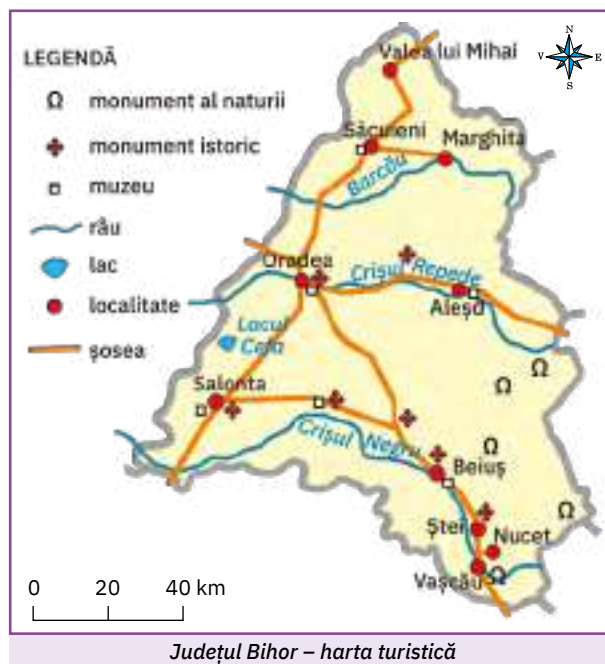 LEGENDĂ
monument al naturii
monument istoric
muzeu
râu
lac
localitate
șosea
N
V
E
S
Valea lui Mihai
Săcuieni
Marghita
Barcău
Oradea
Crișul Repede
Aleșd
Lacul
Cefa
Salonta
Crișul Negru
Beiuș
Ștei
Nucet
Vașcău
0 20 40 km
Județul Bihor – harta turistică